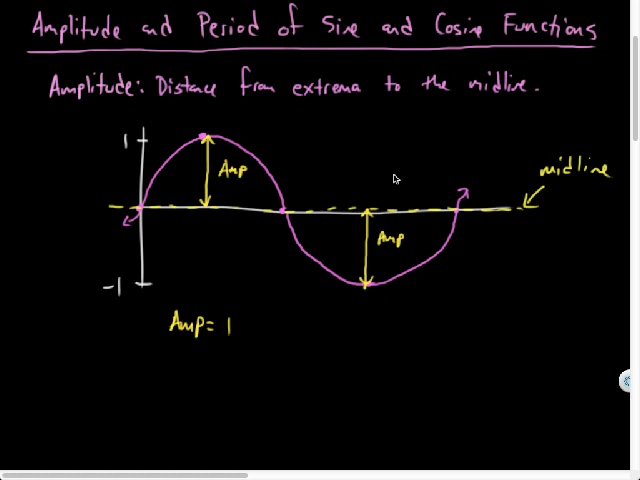 Amplitude and Period of Sine and Cosine Functions
Amplitude: Distance from extrema to the midline.
1
Amp
midline
Amp
-1
Amp= 1